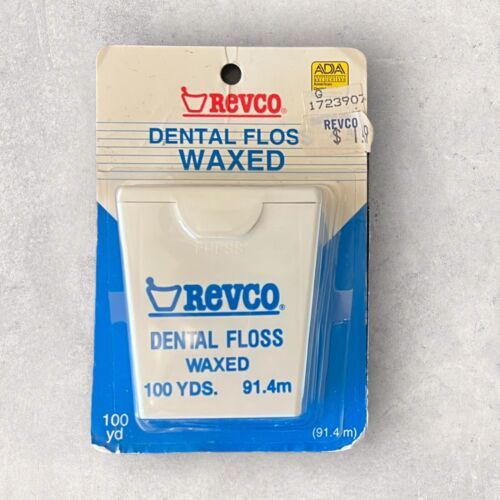 ADA
REVCO®
G
1723907
REVCO
$ 1.
DENTAL FLOS
WAXED
REVCO®
DENTAL FLOSS
WAXED
100 YDS. 91.4m
100
yd
(91.4 m)